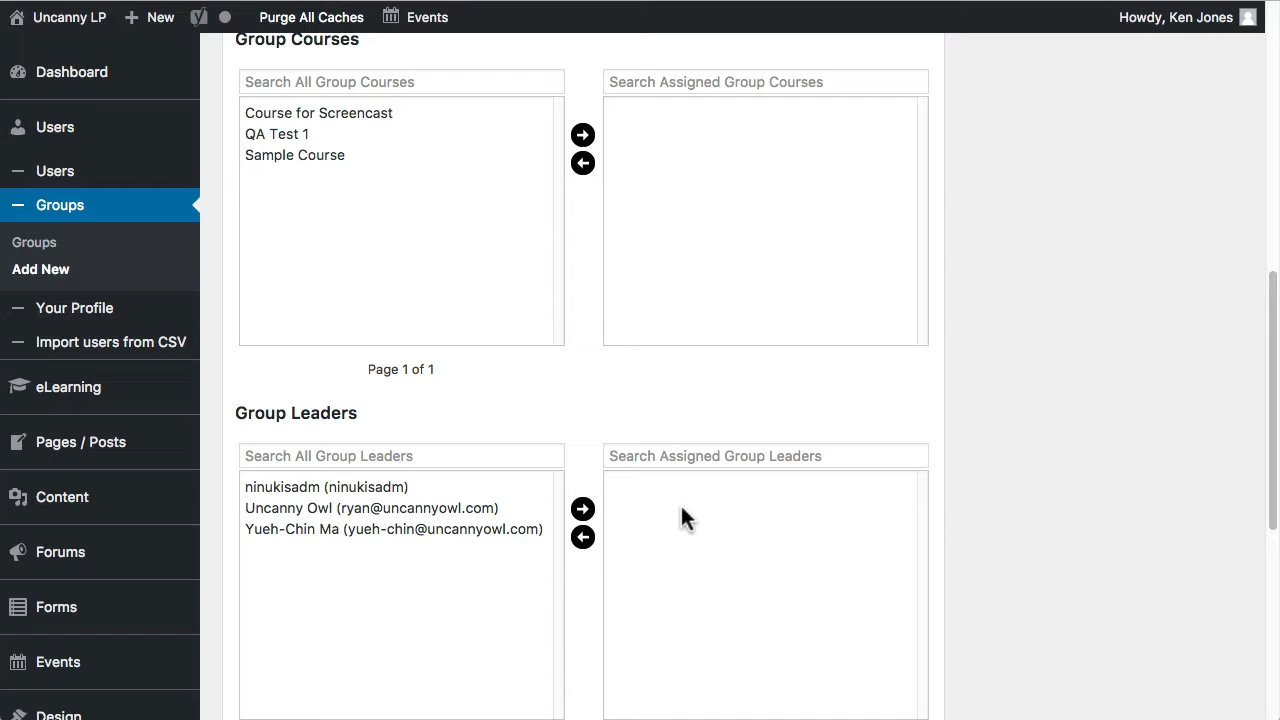 Uncanny LP
New
Purge All Caches
Events
Howdy, Ken Jones
Dashboard
Users
Users
Groups
Groups
Add New
Your Profile
Import users from CSV
eLearning
Pages / Posts
Content
Forums
Forms
Events
Design
Group Courses
Search All Group Courses
Search Assigned Group Courses
Course for Screencast
QA Test 1
Sample Course
Page 1 of 1
Group Leaders
Search All Group Leaders
Search Assigned Group Leaders
ninukisadm (ninukisadm)
Uncanny Owl (ryan@uncannyowl.com)
Yueh-Chin Ma (yueh-chin@uncannyowl.com)